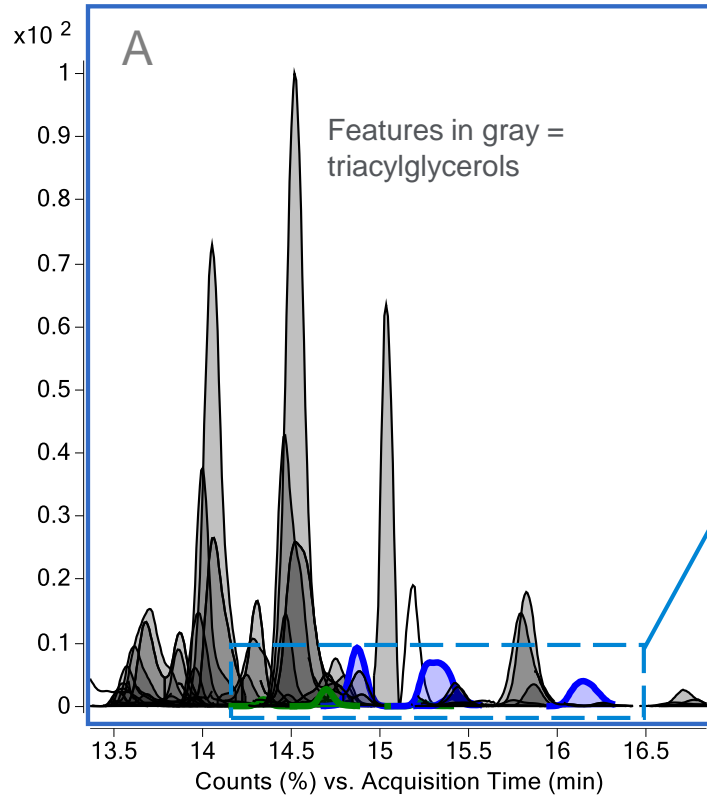 x10 2
A
Features in gray =
triacylglycerols
1
0.9
0.8
0.7
0.6
0.5
0.4
0.3
0.2
0.1
0
13.5 14 14.5 15 15.5 16 16.5
Counts (%) vs. Acquisition Time (min)